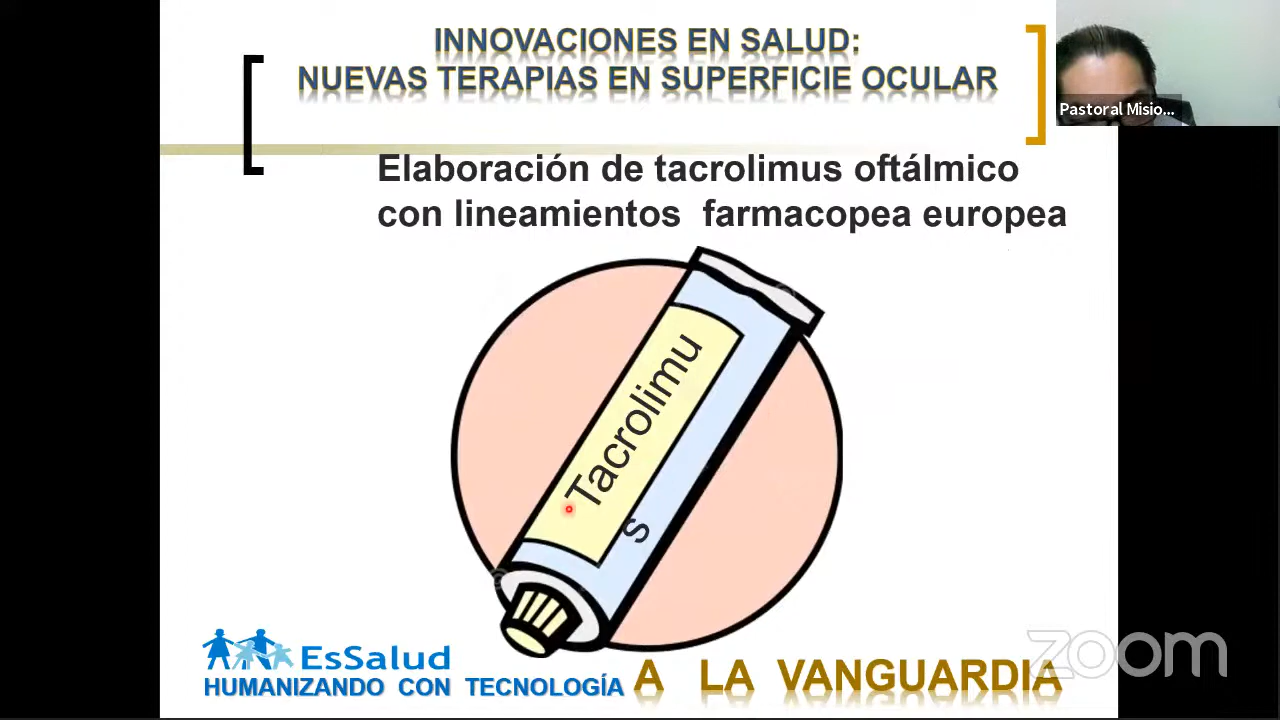 INNOVACIONES EN SALUD:
NUEVAS TERAPIAS EN SUPERFICIE OCULAR
Pastoral Misio...
Elaboración de tacrolimus oftálmico
con lineamientos farmacopea europea
Tacrolimu
s
EsSalud
HUMANIZANDO CON TECNOLOGÍA
A LA VANGUARDIA
zoom